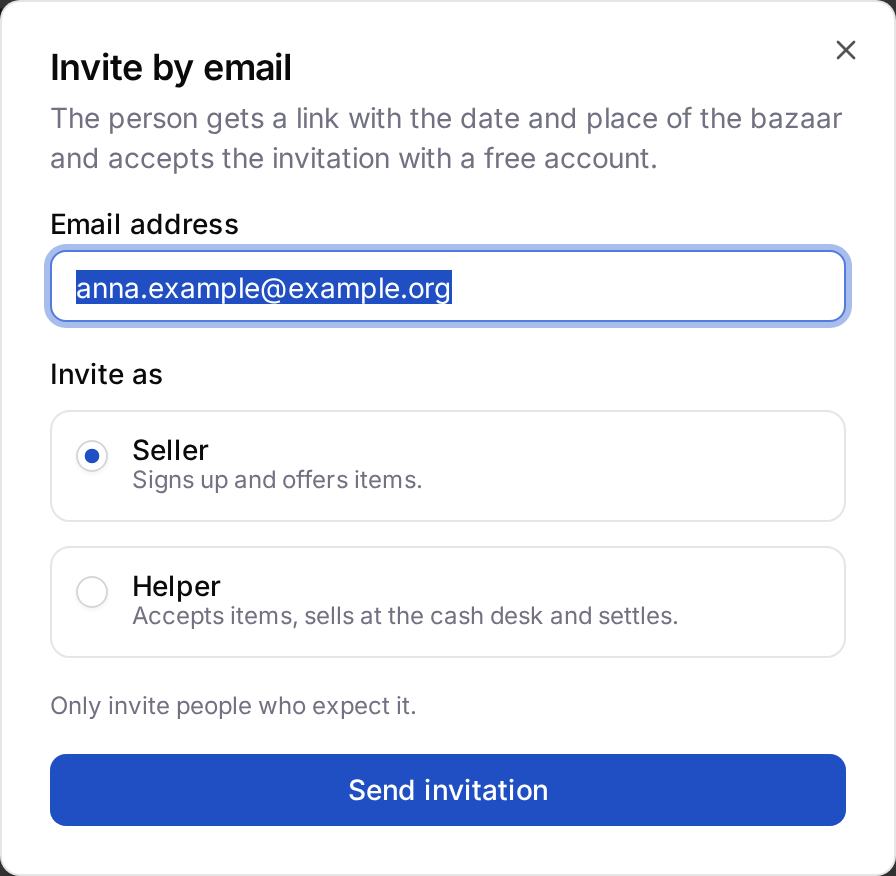 Invite by email
The person gets a link with the date and place of the bazaar
and accepts the invitation with a free account.
Email address
anna.example@example.org
Invite as
Seller
Signs up and offers items.
Helper
Accepts items, sells at the cash desk and settles.
Only invite people who expect it.
Send invitation